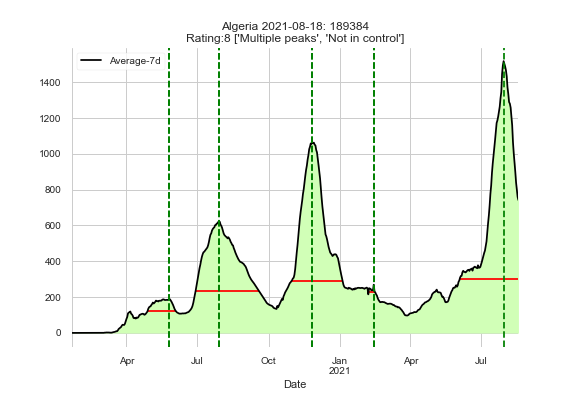 Algeria 2021-08-18: 189384
Rating:8 ['Multiple peaks', 'Not in control']
Average-7d
1400
1200
1000
800
600
400
200
0
Apr Jul Oct Jan Apr Jul
2021
Date